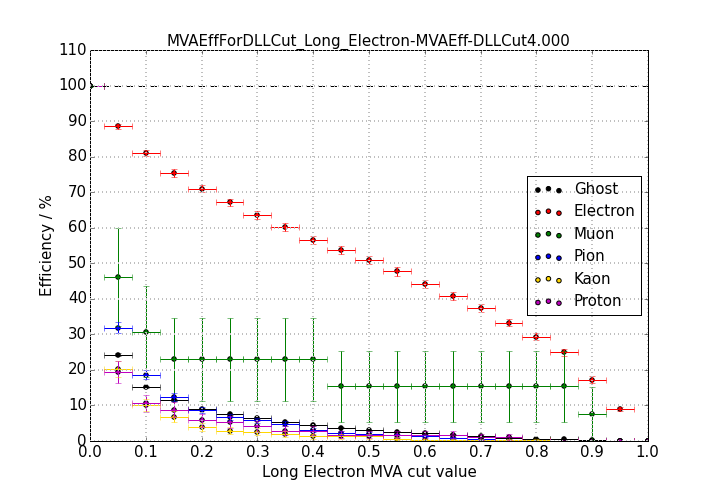 MVAEffForDLLCut_Long_Electron-MVAEff-DLLCut4.000
110
100
90
80
70
60
50
40
30
20
10
0
Efficiency / %
Ghost
Electron
Muon
Pion
Kaon
Proton
0.0 0.1 0.2 0.3 0.4 0.5 0.6 0.7 0.8 0.9 1.0
Long Electron MVA cut value